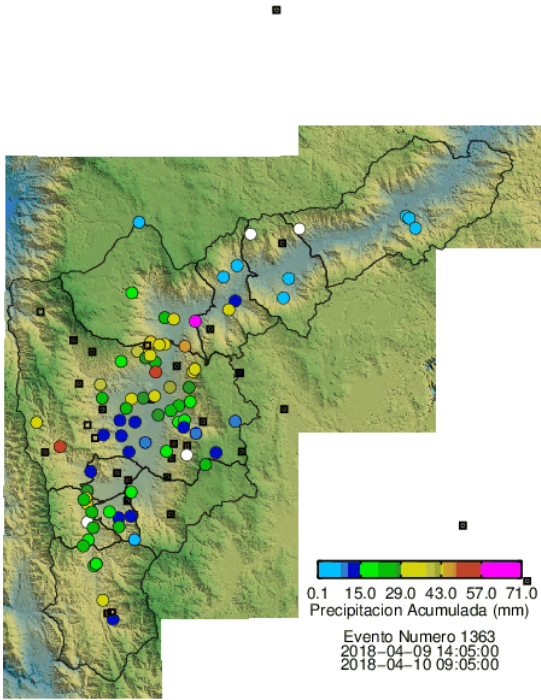 0.1 15.0 29.0 43.0 57.0 71.0
Precipitacion Acumulada (mm)
Evento Numero 1363
2018-04-09 14:05:00
2018-04-10 09:05:00